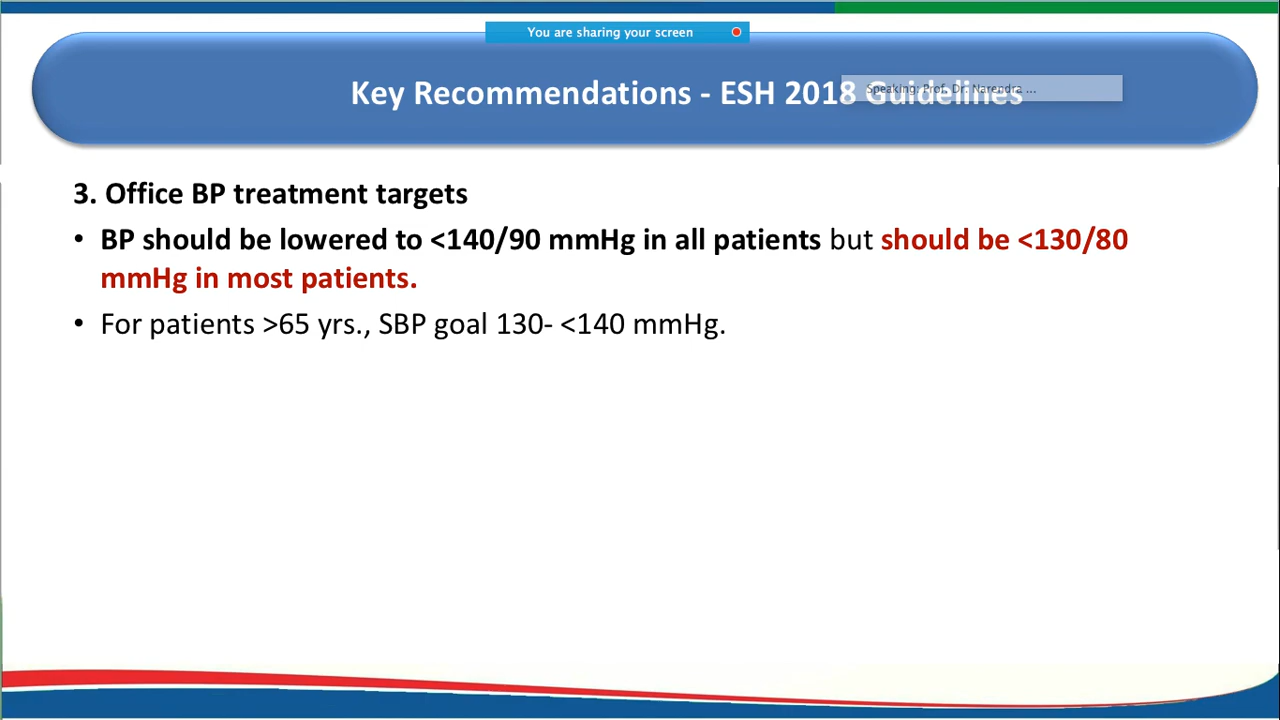 You are sharing your screen
Key Recommendations - ESH 2018 Guidelines
Speaking: Prof. Dr. Narendra ...
3. Office BP treatment targets
• BP should be lowered to <140/90 mmHg in all patients but should be <130/80
mmHg in most patients.
• For patients >65 yrs., SBP goal 130- <140 mmHg.